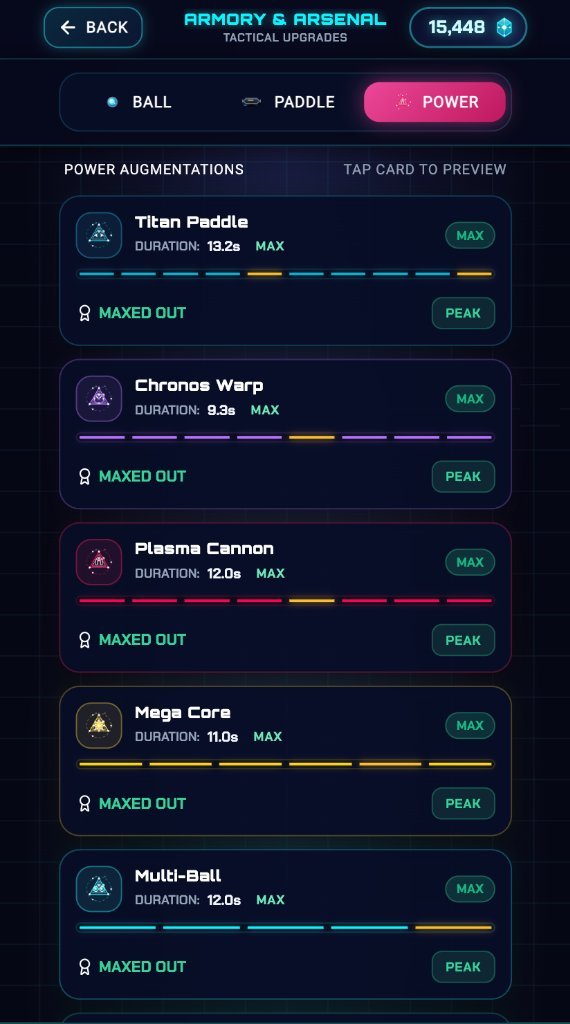 BACK
ARMORY & ARSENAL
TACTICAL UPGRADES
15,448
BALL
PADDLE
POWER
POWER AUGMENTATIONS
TAP CARD TO PREVIEW
Titan Paddle
DURATION: 13.2s MAX
MAX
MAXED OUT
PEAK
Chronos Warp
DURATION: 9.3s MAX
MAX
MAXED OUT
PEAK
Plasma Cannon
DURATION: 12.0s MAX
MAX
MAXED OUT
PEAK
Mega Core
DURATION: 11.0s MAX
MAX
MAXED OUT
PEAK
Multi-Ball
DURATION: 12.0s MAX
MAX
MAXED OUT
PEAK